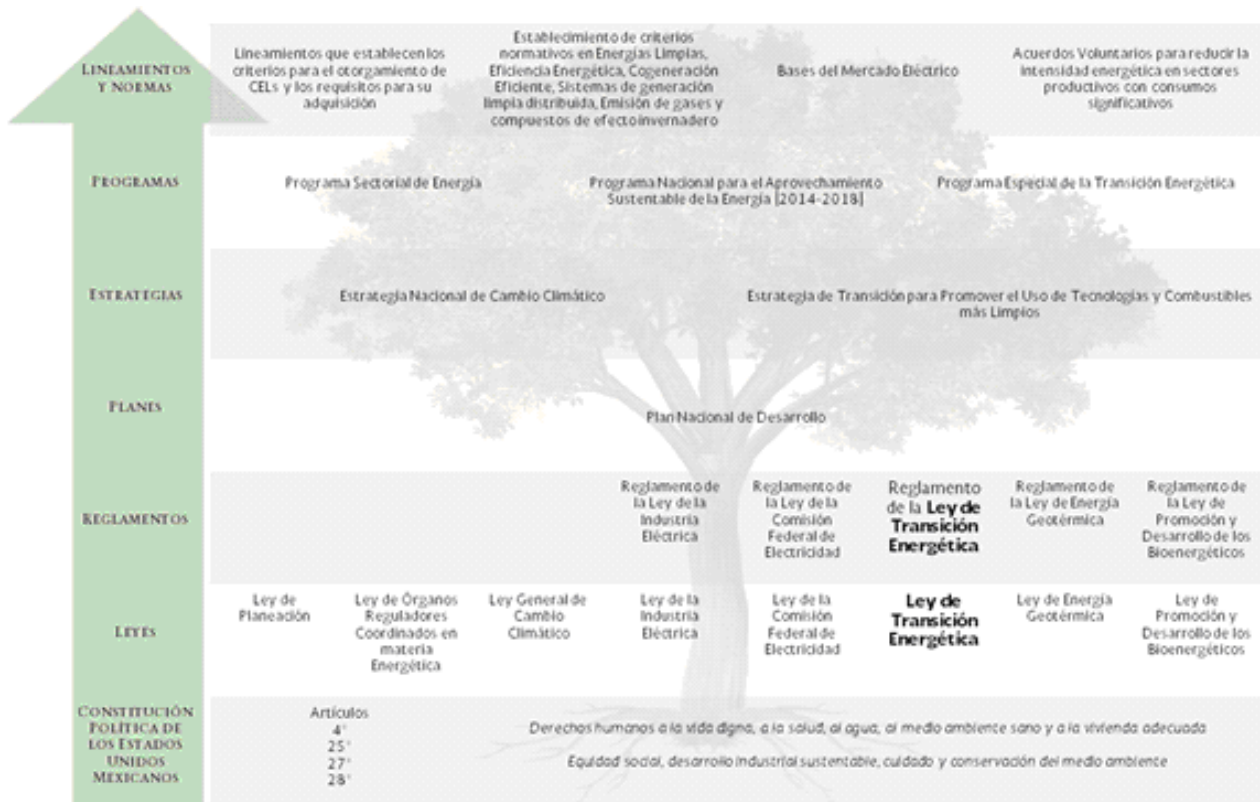 LINEAMIENTOS
Y NORMAS
Lineamientos que establecen los
criterios para el otorgamiento de
CELs y los requisitos para su
adquisición
Establecimiento de criterios
normativos en Energías Limpias,
Eficiencia Energética, Cogeneración
Eficiente, Sistemas de generación
limpia distribuida, Emisión de gases y
compuestos de efecto invernadero
Bases del Mercado Eléctrico
Acuerdos Voluntarios para reducir la
intensidad energética en sectores
productivos con consumos
significativos
PROGRAMAS
Programa Sectorial de Energía
Programa Nacional para el Aprovechamiento
Sustentable de la Energía [2014-2018]
Programa Especial de la Transición Energética
ESTRATEGIAS
Estrategia Nacional de Cambio Climático
Estrategia de Transición para Promover el Uso de Tecnologías y Combustibles
más Limpios
PLANES
Plan Nacional de Desarrollo
REGLAMENTOS
Reglamento de
la Ley de la
Industria
Eléctrica
Reglamento de
la Ley de la
Comisión
Federal de
Electricidad
Reglamento
de la Ley de
Transición
Energética
Reglamento de
la Ley de Energía
Geotérmica
Reglamento de
la Ley de
Promoción y
Desarrollo de los
Bioenergéticos
LEYES
Ley de
Planeación
Ley de Órganos
Reguladores
Coordinados en
materia
Energética
Ley General de
Cambio
Climático
Ley de la
Industria
Eléctrica
Ley de la
Comisión
Federal de
Electricidad
Ley de
Transición
Energética
Ley de Energía
Geotérmica
Ley de
Promoción y
Desarrollo de los
Bioenergéticos
CONSTITUCIÓN
POLÍTICA DE
LOS ESTADOS
UNIDOS
MEXICANOS
Artículos
4°
25°
27°
28°
Derechos humanos a la vida digna, a la salud, al agua, al medio ambiente sano y a la vivienda adecuada
Equidad social, desarrollo industrial sustentable, cuidado y conservación del medio ambiente